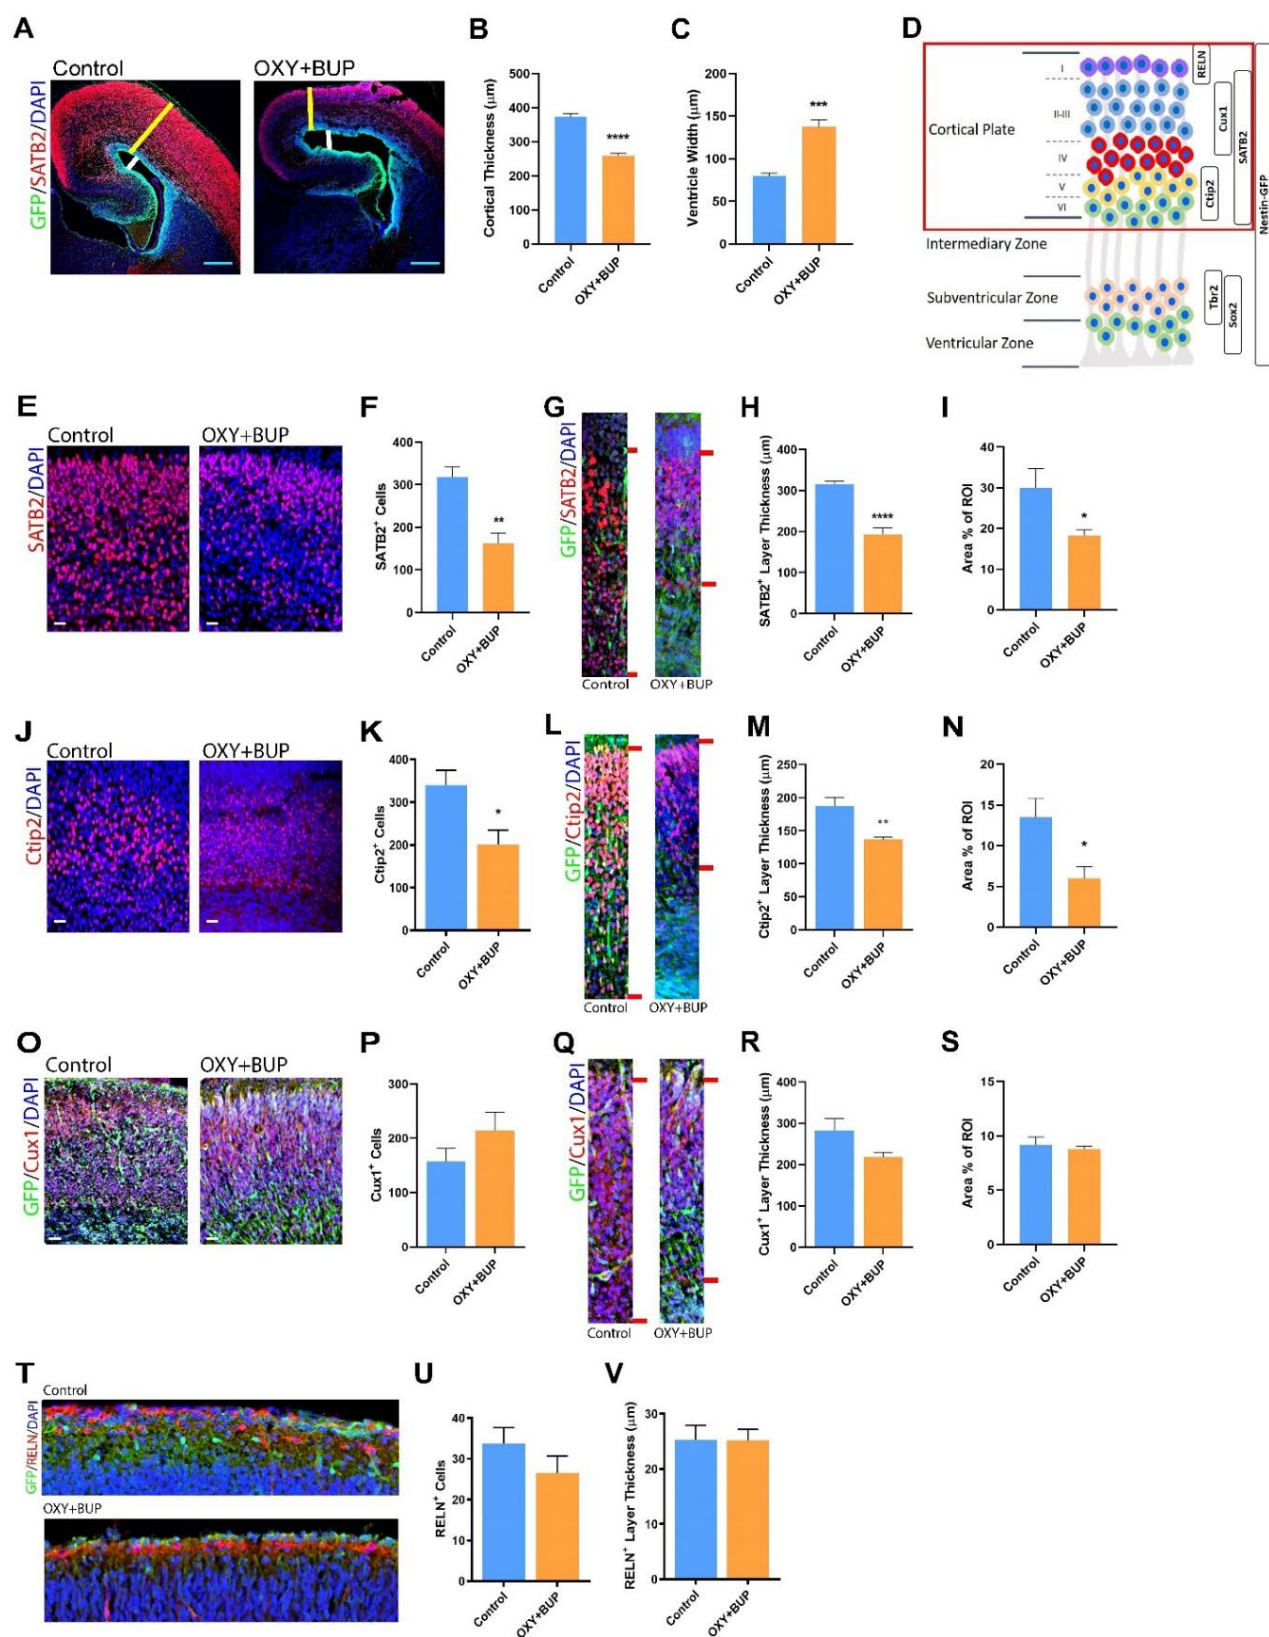 A
Control
OXY+BUP
GFP/SATB2/DAPI
B
Cortical Thickness (μm)
500
400
300
200
100
0
****
Control
OXY+BUP
C
Ventricle Width (μm)
200
150
100
50
0
***
Control
OXY+BUP
D
Cortical Plate
I
II-III
IV
V
VI
Intermediary Zone
Subventricular Zone
Ventricular Zone
RELN
Cux1
SATB2
Ctip2
Tbr2
Sox2
Nestin-GFP
E
Control
OXY+BUP
SATB2/DAPI
F
SATB2+ Cells
400
300
200
100
0
**
Control
OXY+BUP
G
GFP/SATB2/DAPI
Control
OXY+BUP
H
SATB2+ Layer Thickness (μm)
400
300
200
100
0
****
Control
OXY+BUP
I
Area % of ROI
40
30
20
10
0
*
Control
OXY+BUP
J
Control
OXY+BUP
Ctip2/DAPI
K
Ctip2+ Cells
400
300
200
100
0
*
Control
OXY+BUP
L
GFP/Ctip2/DAPI
Control
OXY+BUP
M
Ctip2+ Layer Thickness (μm)
250
200
150
100
50
0
**
Control
OXY+BUP
N
Area % of ROI
20
15
10
5
0
*
Control
OXY+BUP
O
Control
OXY+BUP
GFP/Cux1/DAPI
P
Cux1+ Cells
300
200
100
0
Control
OXY+BUP
Q
GFP/Cux1/DAPI
Control
OXY+BUP
R
Cux1+ Layer Thickness (μm)
400
300
200
100
0
Control
OXY+BUP
S
Area % of ROI
15
10
5
0
Control
OXY+BUP
T
Control
GFP/RELN/DAPI
OXY+BUP
U
RELN+ Cells
40
30
20
10
0
Control
OXY+BUP
V
RELN+ Layer Thickness (μm)
30
20
10
0
Control
OXY+BUP